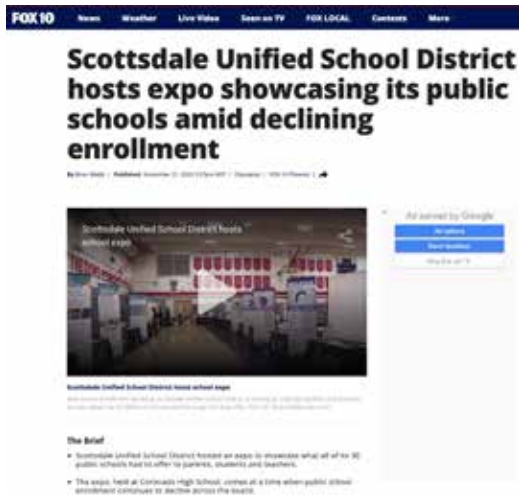 FOX 10 News Weather Live Video Seen on TV FOX LOCAL Contests More
Scottsdale Unified School District
hosts expo showcasing its public
schools amid declining
enrollment
Published
Scottsdale Unified School District hosts
school expo
Ad served by Google
Scottsdale Unified School District hosts school expo
The Brief
• Scottsdale Unified School District hosted an expo to showcase what all of its 30
public schools had to offer to parents, students and teachers.
• The expo, held at Coronado High School, comes at a time when public school
enrollment continues to decline across the board.